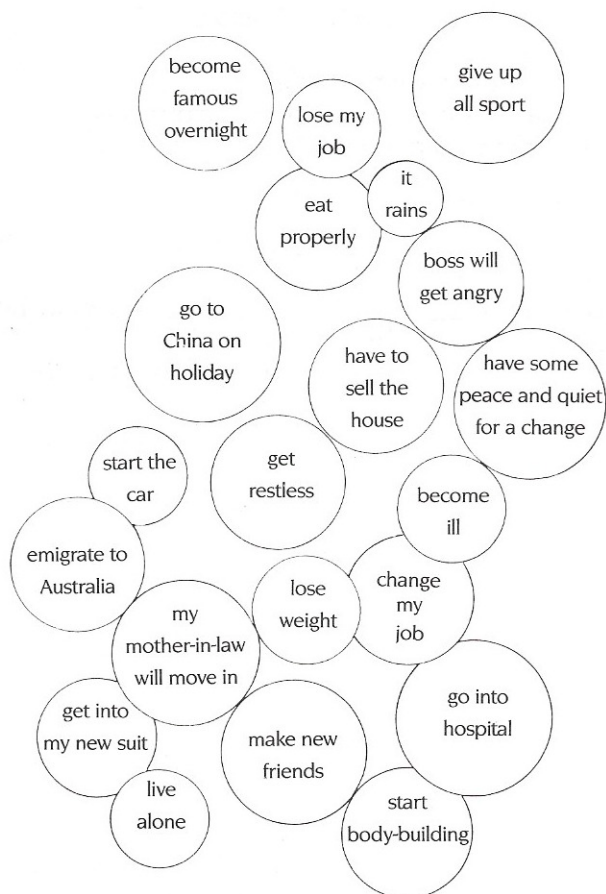 become
famous
overnight
give up
all sport
lose my
job
it
rains
eat
properly
boss will
get angry
go to
China on
holiday
have to
sell the
house
have some
peace and quiet
for a change
start the
car
get
restless
become
ill
emigrate to
Australia
lose
weight
change
my
job
my
mother-in-law
will move in
go into
hospital
get into
my new suit
make new
friends
live
alone
start
body-building